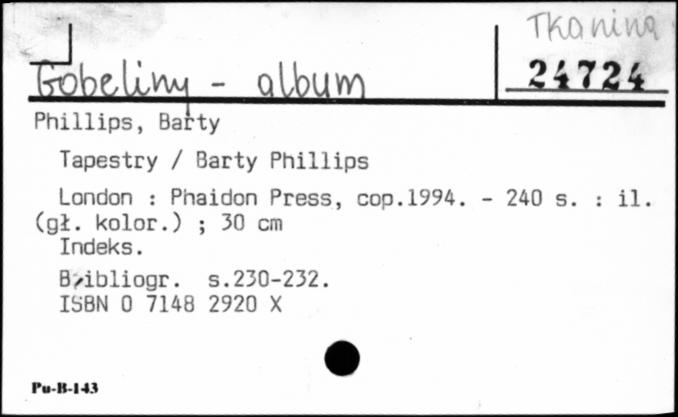 Tkanina
Gobeliny - album
24724
Phillips, Barty
Tapestry / Barty Phillips
London : Phaidon Press, cop.1994. - 240 s. : il.
(gł. kolor.) ; 30 cm
Indeks.
Bibliogr. s.230-232.
ISBN 0 7148 2920 X
Pu-B-143